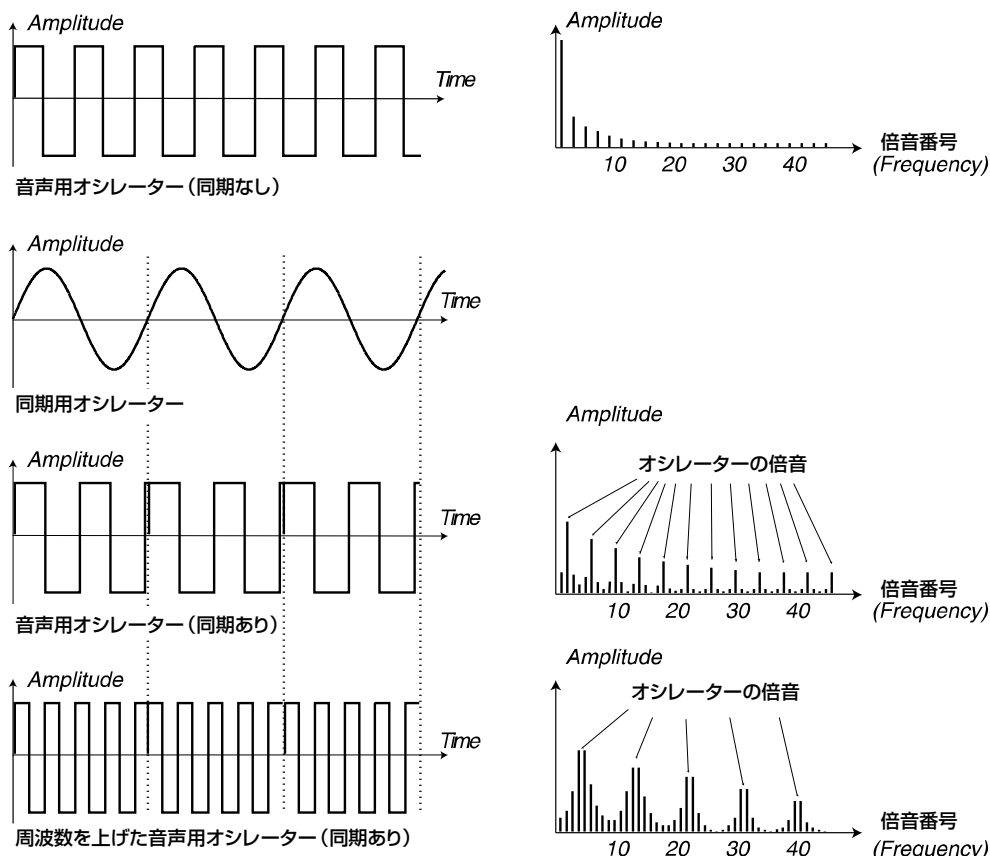 Amplitude
Time
音声用オシレーター（同期なし）
Amplitude
10 20 30 40
倍音番号
(Frequency)
Amplitude
Time
同期用オシレーター
Amplitude
Time
音声用オシレーター（同期あり）
Amplitude
オシレーターの倍音
10 20 30 40
倍音番号
(Frequency)
Amplitude
Time
周波数を上げた音声用オシレーター（同期あり）
Amplitude
オシレーターの倍音
10 20 30 40
倍音番号
(Frequency)